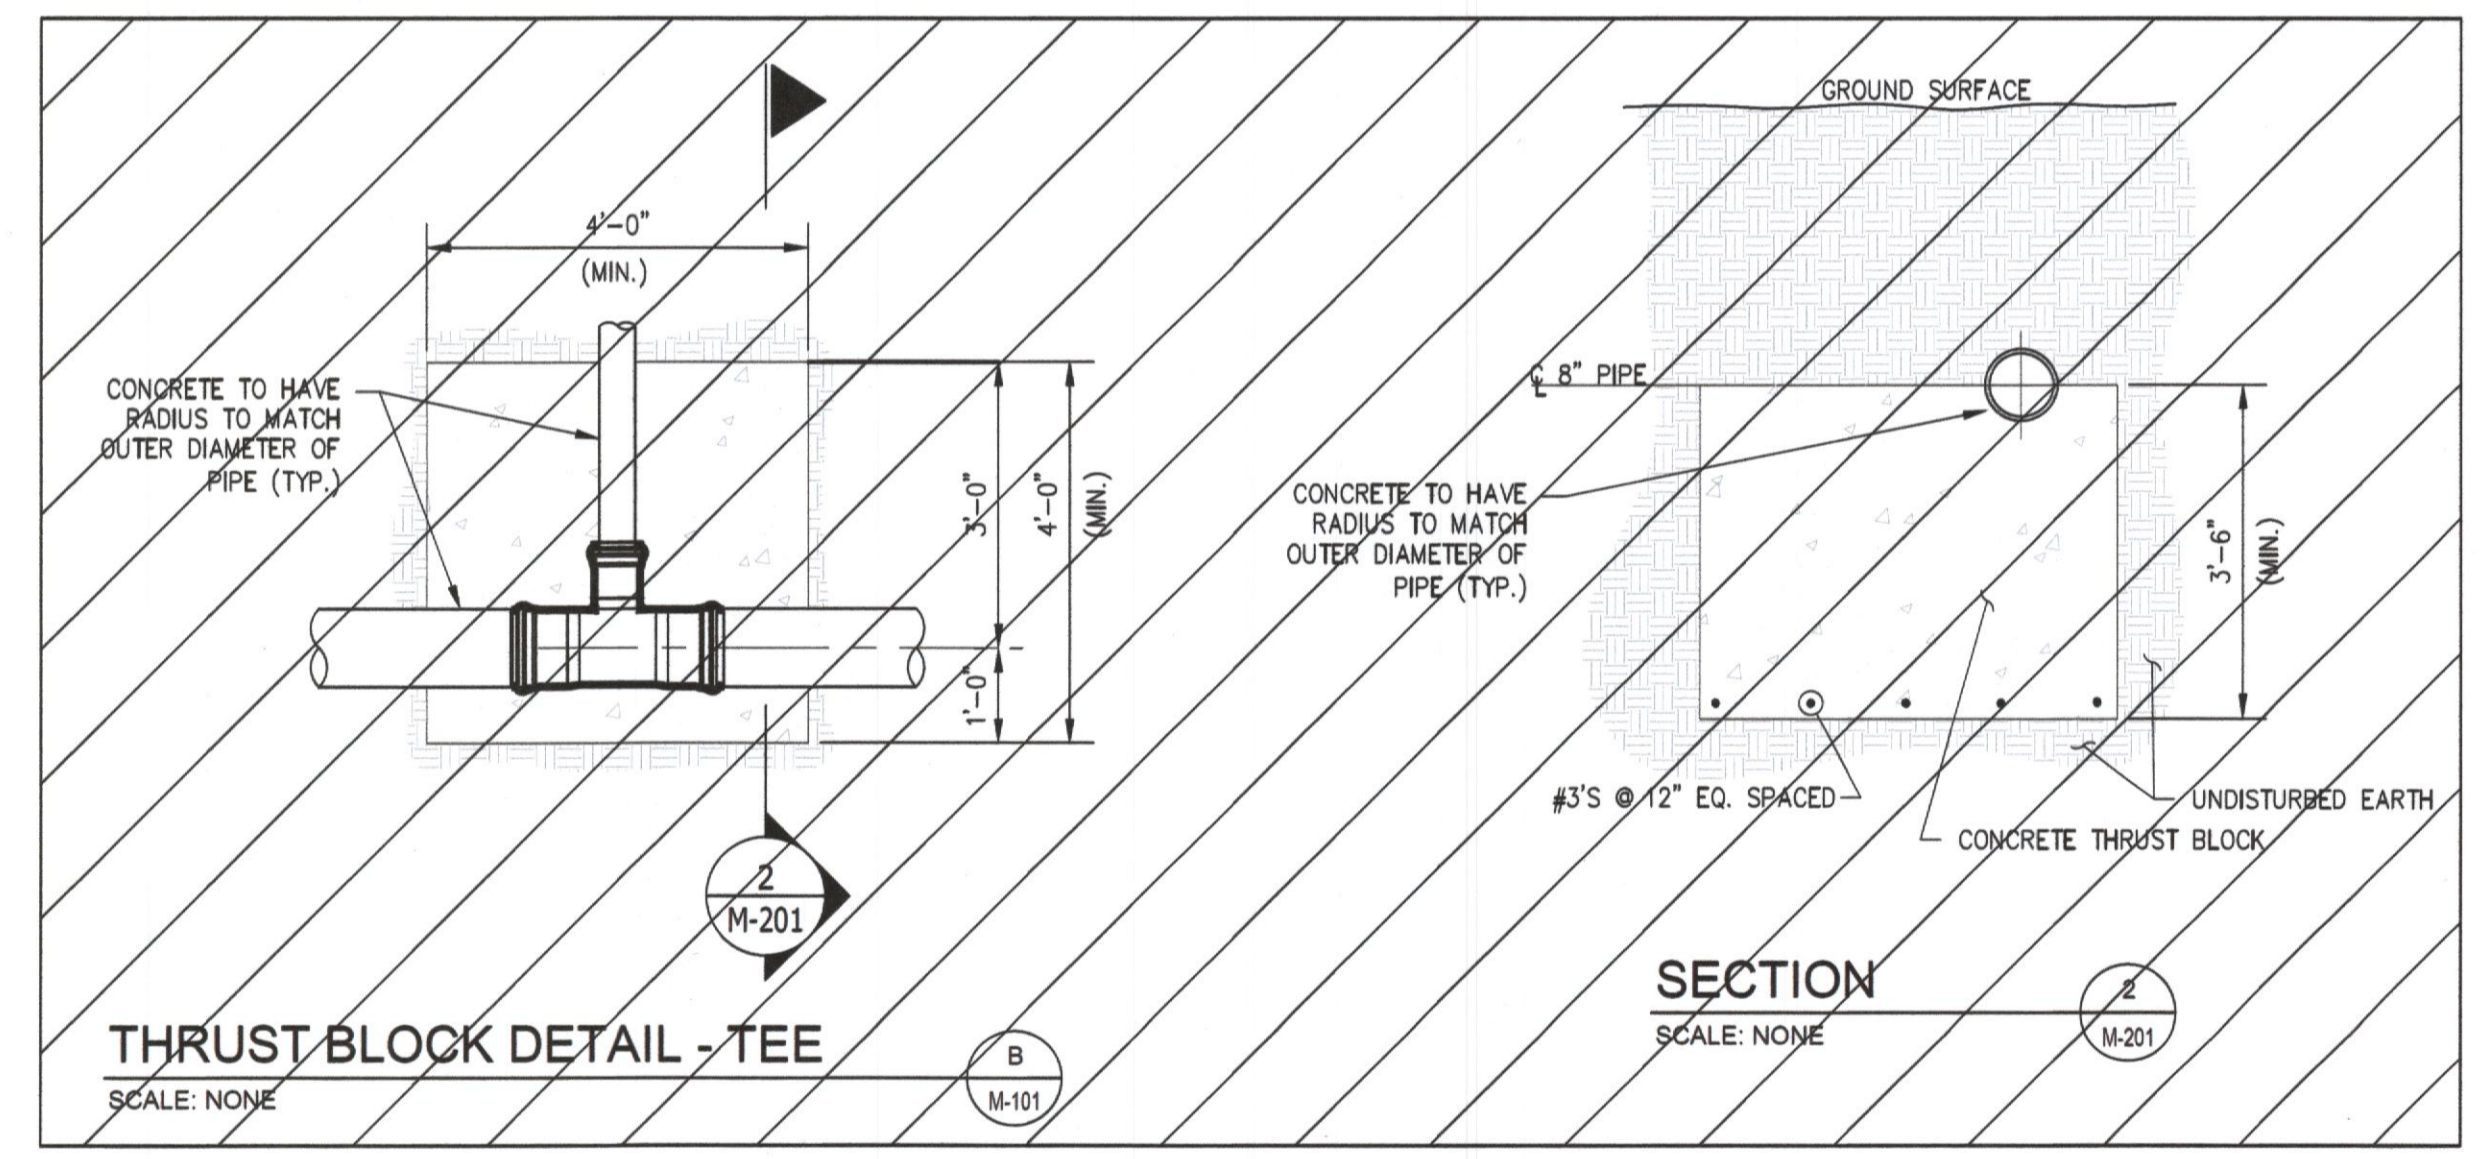 4'-0"
(MIN.)
CONCRETE TO HAVE
RADIUS TO MATCH
OUTER DIAMETER OF
PIPE (TYP.)
3'-0"
4'-0"
(MIN.)
1'-0"
2
M-201
THRUST BLOCK DETAIL - TEE
SCALE: NONE
B
M-101
GROUND SURFACE
℄ 8" PIPE
CONCRETE TO HAVE
RADIUS TO MATCH
OUTER DIAMETER OF
PIPE (TYP.)
3'-6"
(MIN.)
#3'S @ 12" EQ. SPACED
UNDISTURBED EARTH
CONCRETE THRUST BLOCK
SECTION
SCALE: NONE
2
M-201